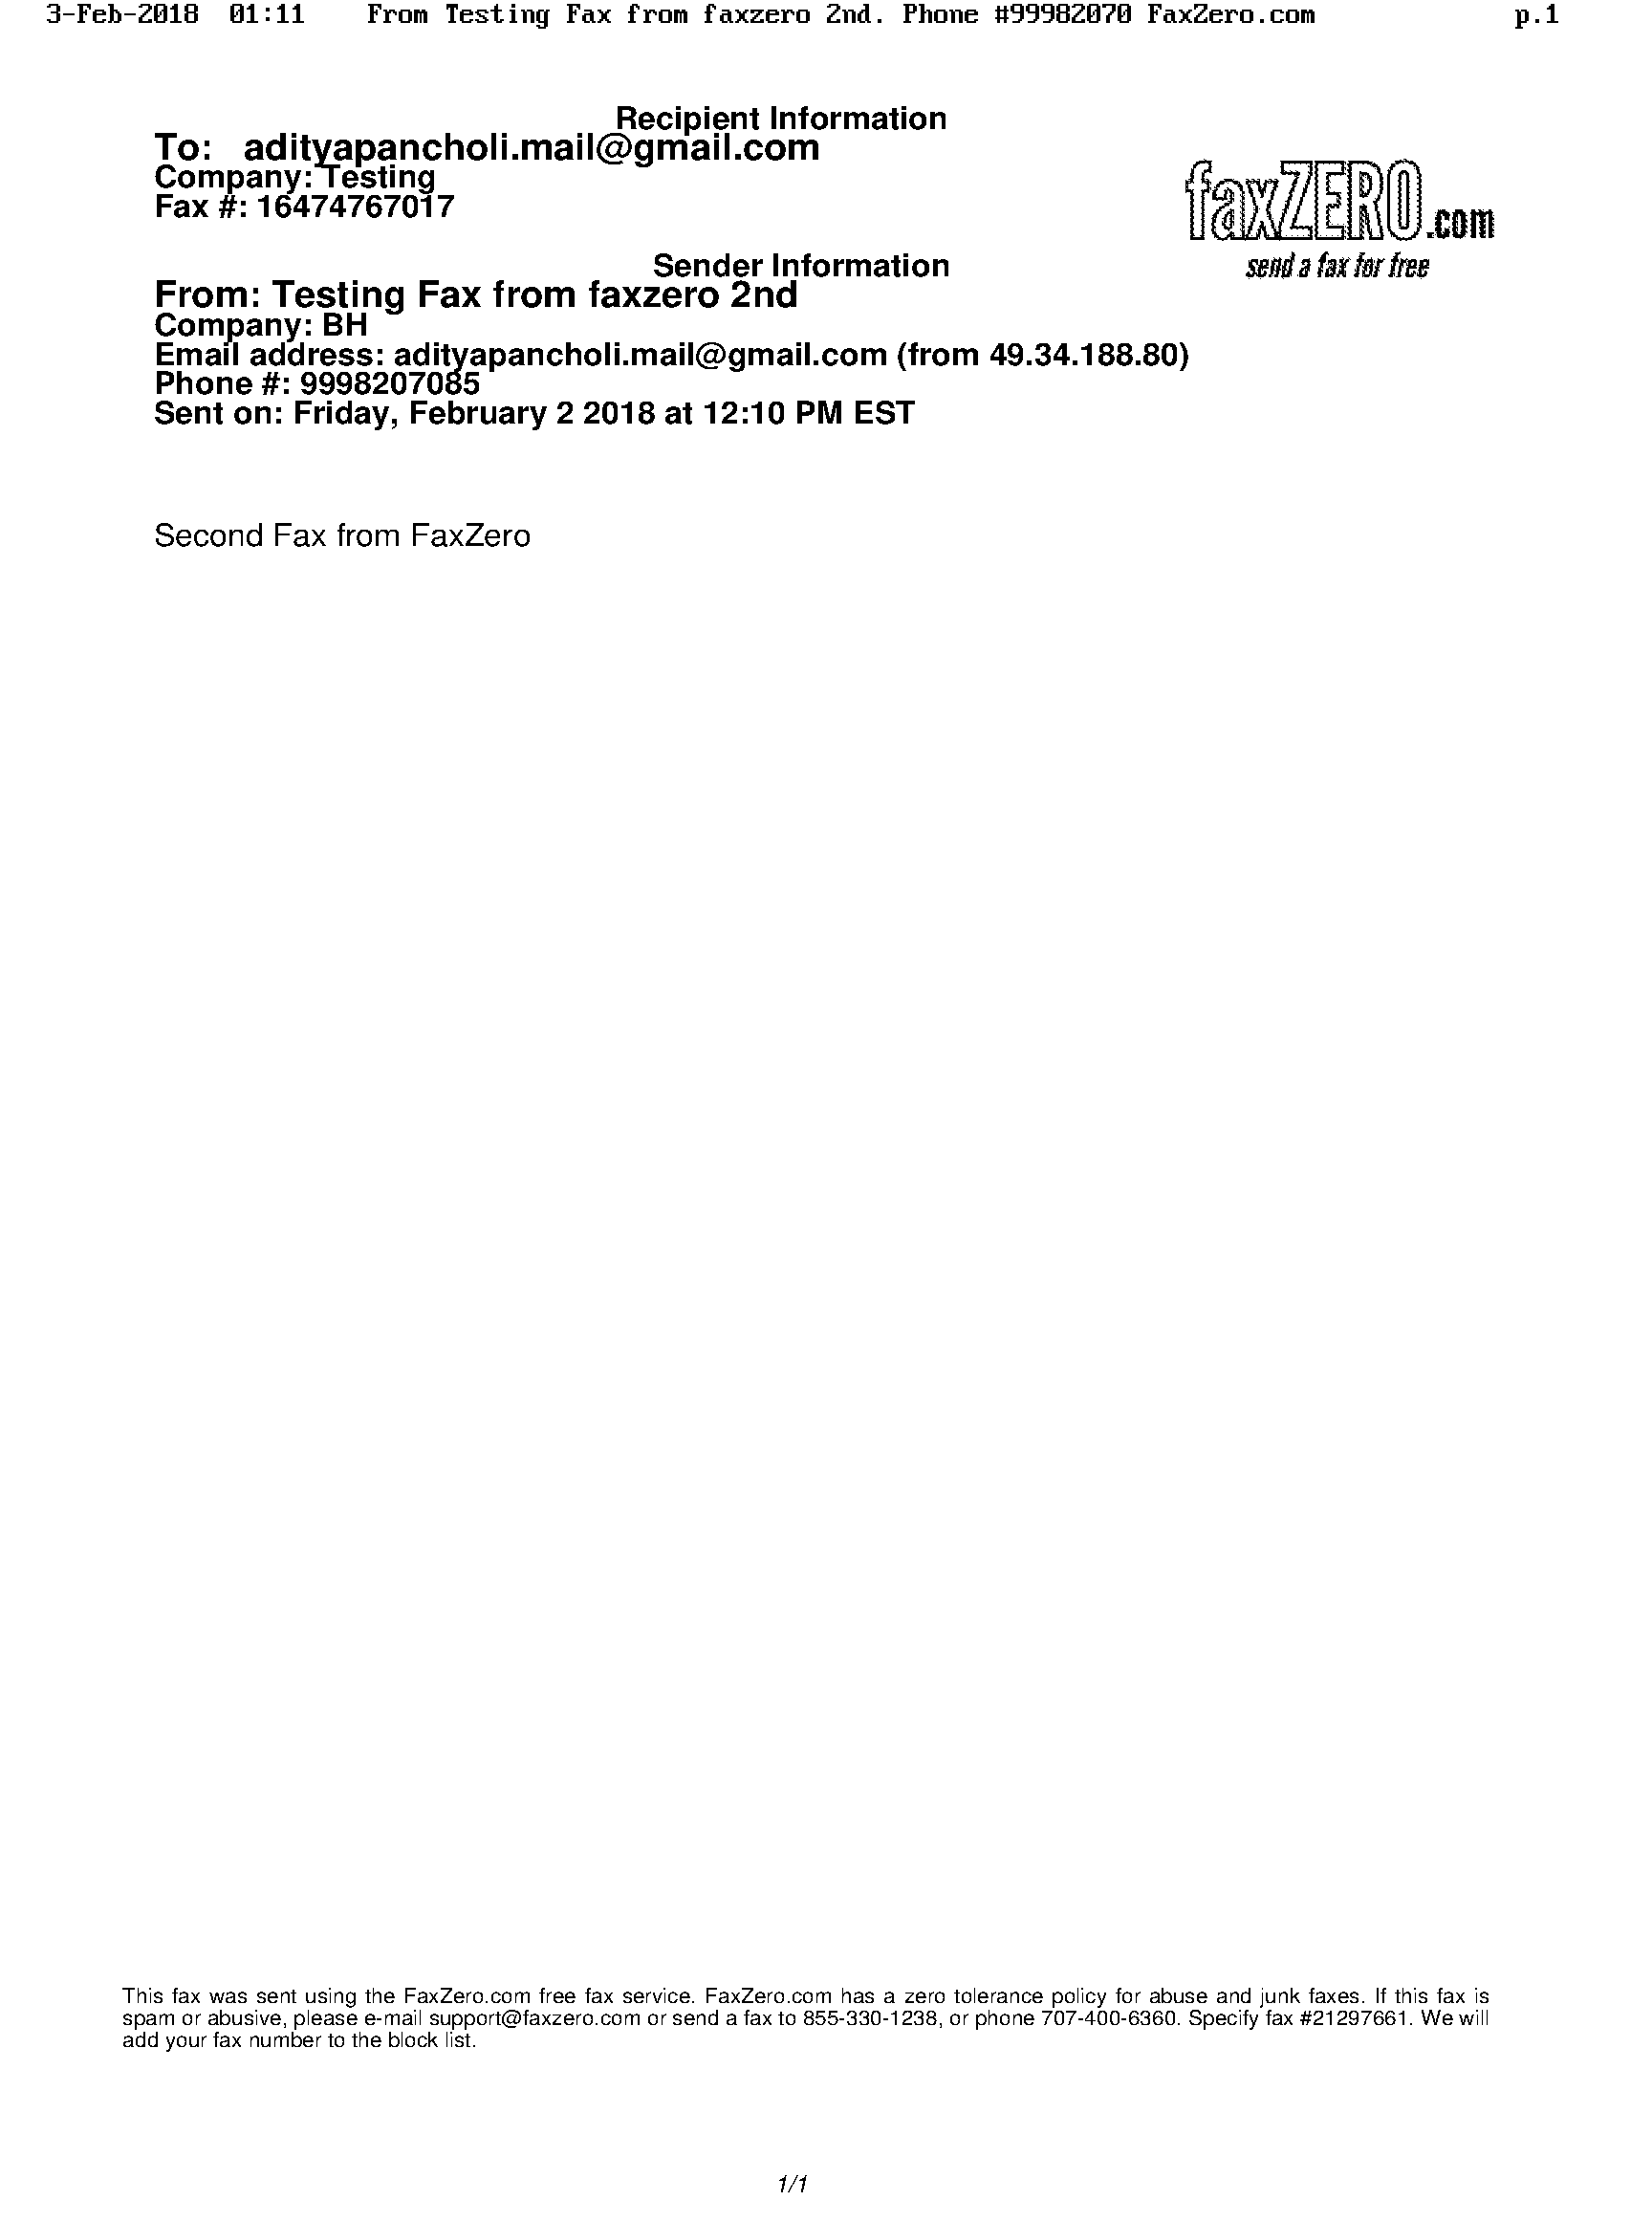 3-Feb-2018 01:11 From Testing Fax from faxzero 2nd. Phone #99982070 FaxZero.com p.1
Recipient Information
To: adityapancholi.mail@gmail.com
Company: Testing
Fax #: 16474767017
faxZERO.com
send a fax for free
Sender Information
From: Testing Fax from faxzero 2nd
Company: BH
Email address: adityapancholi.mail@gmail.com (from 49.34.188.80)
Phone #: 9998207085
Sent on: Friday, February 2 2018 at 12:10 PM EST
Second Fax from FaxZero
This fax was sent using the FaxZero.com free fax service. FaxZero.com has a zero tolerance policy for abuse and junk faxes. If this fax is
spam or abusive, please e-mail support@faxzero.com or send a fax to 855-330-1238, or phone 707-400-6360. Specify fax #21297661. We will
add your fax number to the block list.
1/1